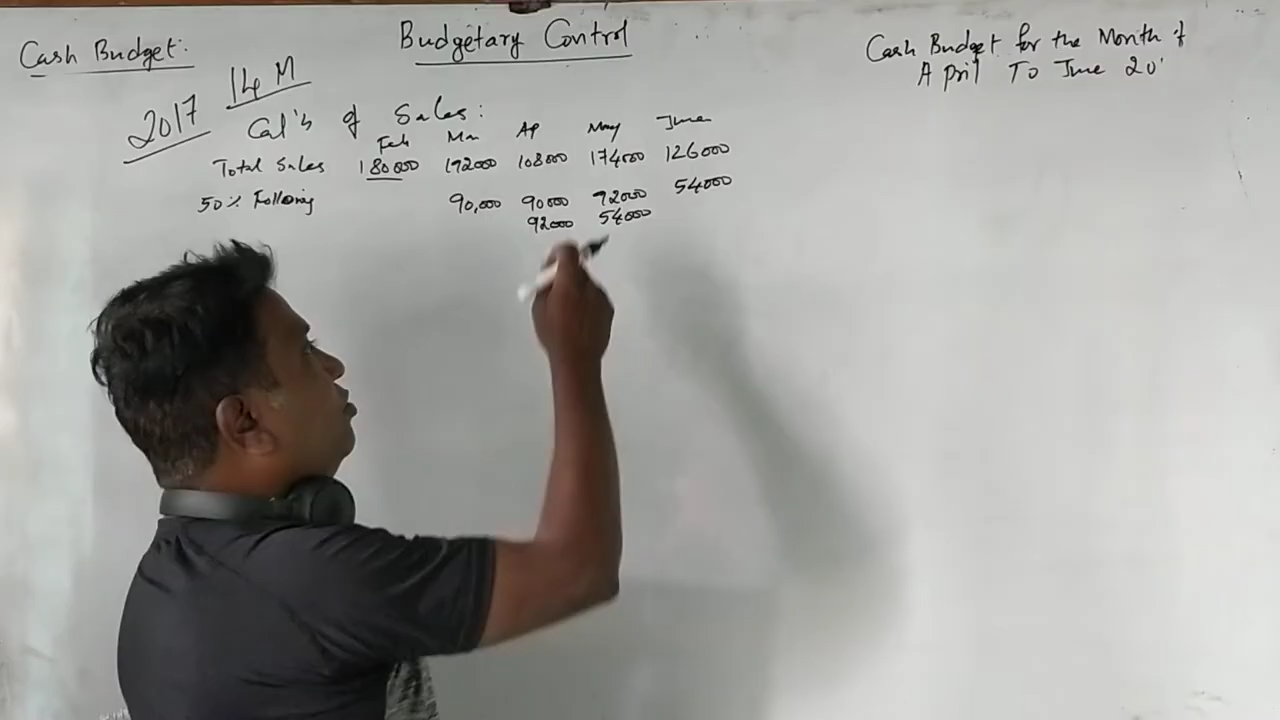 Cash Budget:
Budgetary Control
Cash Budget for the Month of
April To June 20
2017 14 M
Cal's of Sales:
Feb Mar AP May June
Total Sales 180000 192000 108000 174000 126000
50% Following 90,000 90000 92000 54000
92000 54000